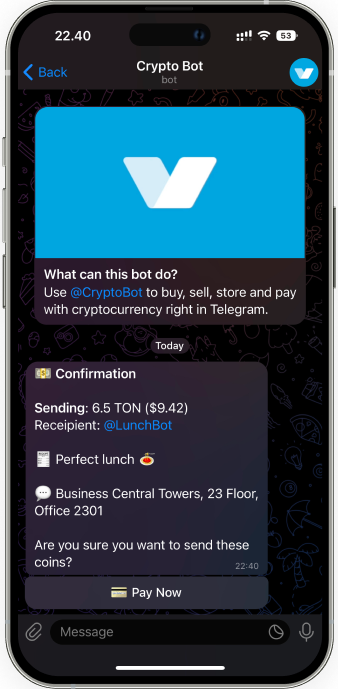 22.40
53
Back
Crypto Bot
bot
What can this bot do?
Use @CryptoBot to buy, sell, store and pay
with cryptocurrency right in Telegram.
Today
Confirmation
Sending: 6.5 TON ($9.42)
Receipient: @LunchBot
Perfect lunch
Business Central Towers, 23 Floor,
Office 2301
Are you sure you want to send these
coins?
22:40
Pay Now
Message